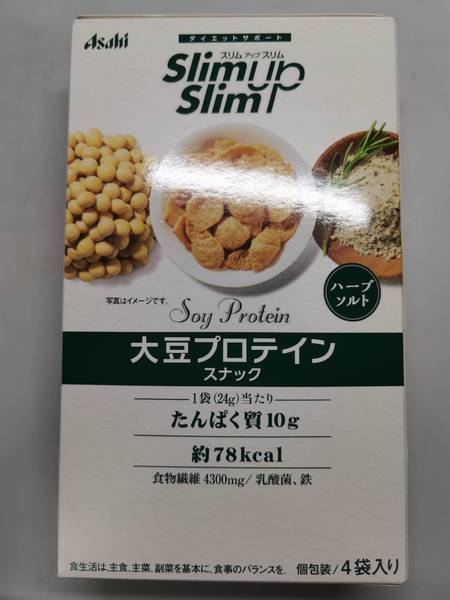 Asahi
ダイエットサポート
スリム アップ スリム
Slim up
Slim
写真はイメージです。
ハーブ
ソルト
Soy Protein
大豆プロテイン
スナック
1袋(24g)当たり
たんぱく質10g
約78kcal
食物繊維 4300mg/ 乳酸菌、鉄
食生活は、主食、主菜、副菜を基本に、食事のバランスを。
個包装/4袋入り